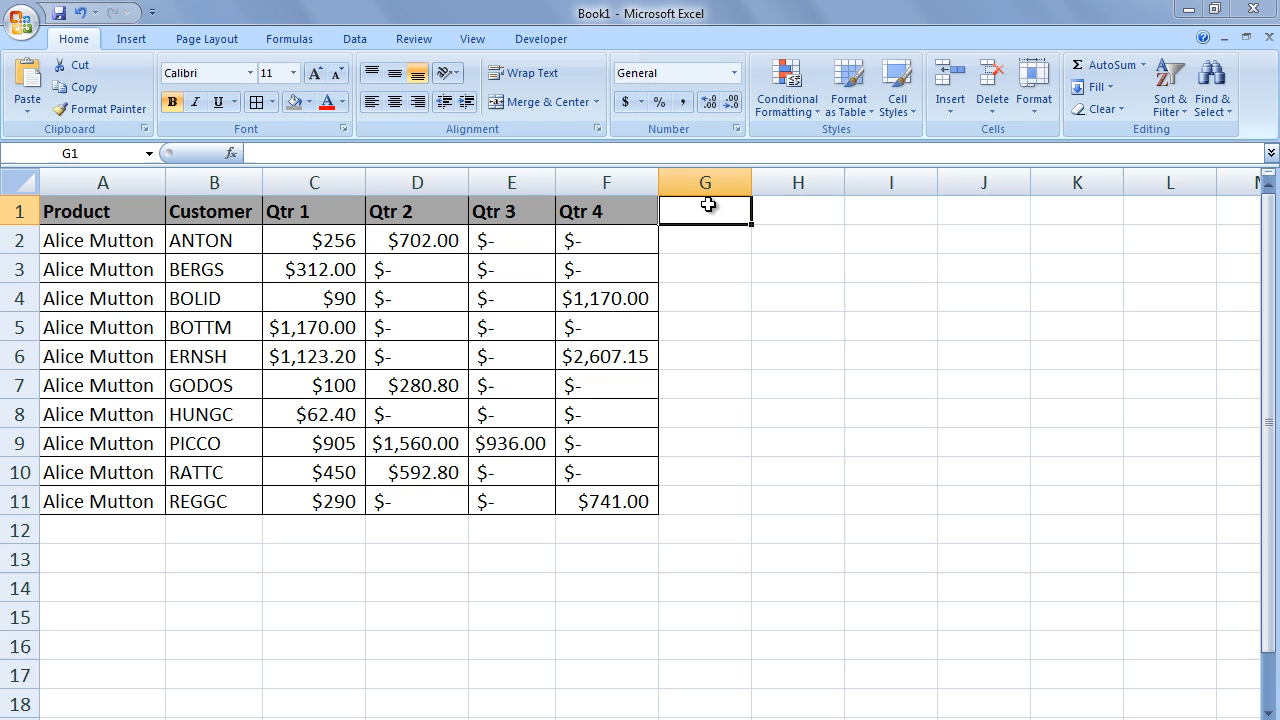 Book1 - Microsoft Excel
Home Insert Page Layout Formulas Data Review View Developer
Paste Cut Copy Format Painter Clipboard
Calibri 11 A A B I U A Font
Wrap Text Merge & Center Alignment
General $ % , .0 .00 .00 .0 Number
Conditional Formatting Format as Table Cell Styles Styles
Insert Delete Format Cells
Σ AutoSum Fill Clear Sort & Filter Find & Select Editing
G1 fx
A B C D E F G H I J K L
1 Product Customer Qtr 1 Qtr 2 Qtr 3 Qtr 4
2 Alice Mutton ANTON $256 $702.00 $- $-
3 Alice Mutton BERGS $312.00 $- $- $-
4 Alice Mutton BOLID $90 $- $- $1,170.00
5 Alice Mutton BOTTM $1,170.00 $- $- $-
6 Alice Mutton ERNSH $1,123.20 $- $- $2,607.15
7 Alice Mutton GODOS $100 $280.80 $- $-
8 Alice Mutton HUNGC $62.40 $- $- $-
9 Alice Mutton PICCO $905 $1,560.00 $936.00 $-
10 Alice Mutton RATTC $450 $592.80 $- $-
11 Alice Mutton REGGC $290 $- $- $741.00
12
13
14
15
16
17
18